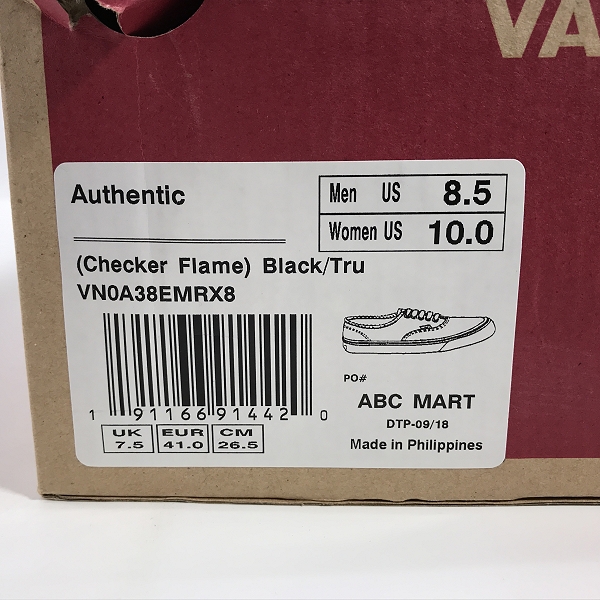 VA
Authentic
Men US 8.5
Women US 10.0
(Checker Flame) Black/Tru
VN0A38EMRX8
1 91166 91442 0
PO#
ABC MART
DTP-09/18
Made in Philippines
UK EUR CM
7.5 41.0 26.5